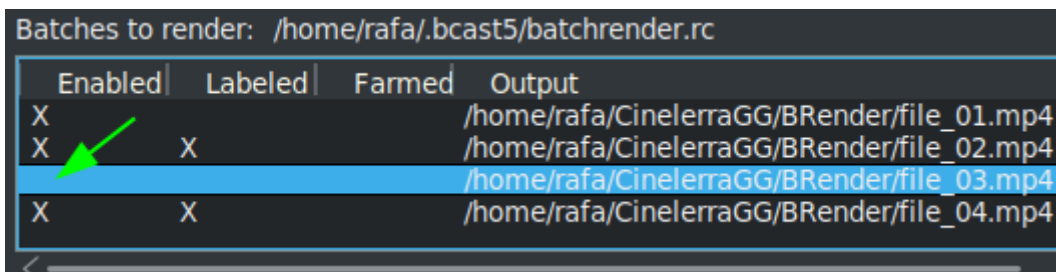 Batches to render: /home/rafa/.bcast5/batchrender.rc
Enabled Labeled Farmed Output
X /home/rafa/CinelerraGG/BRender/file_01.mp4
X X /home/rafa/CinelerraGG/BRender/file_02.mp4
/home/rafa/CinelerraGG/BRender/file_03.mp4
X X /home/rafa/CinelerraGG/BRender/file_04.mp4